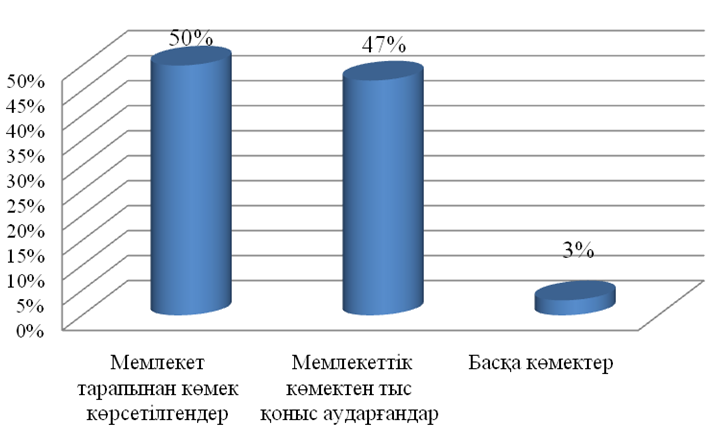 50%
47%
3%
50%
45%
40%
35%
30%
25%
20%
15%
10%
5%
0%
Мемлекет
тарапынан көмек
көрсетілгендер
Мемлекеттік
көмектен тыс
қоныс аударғандар
Басқа көмектер